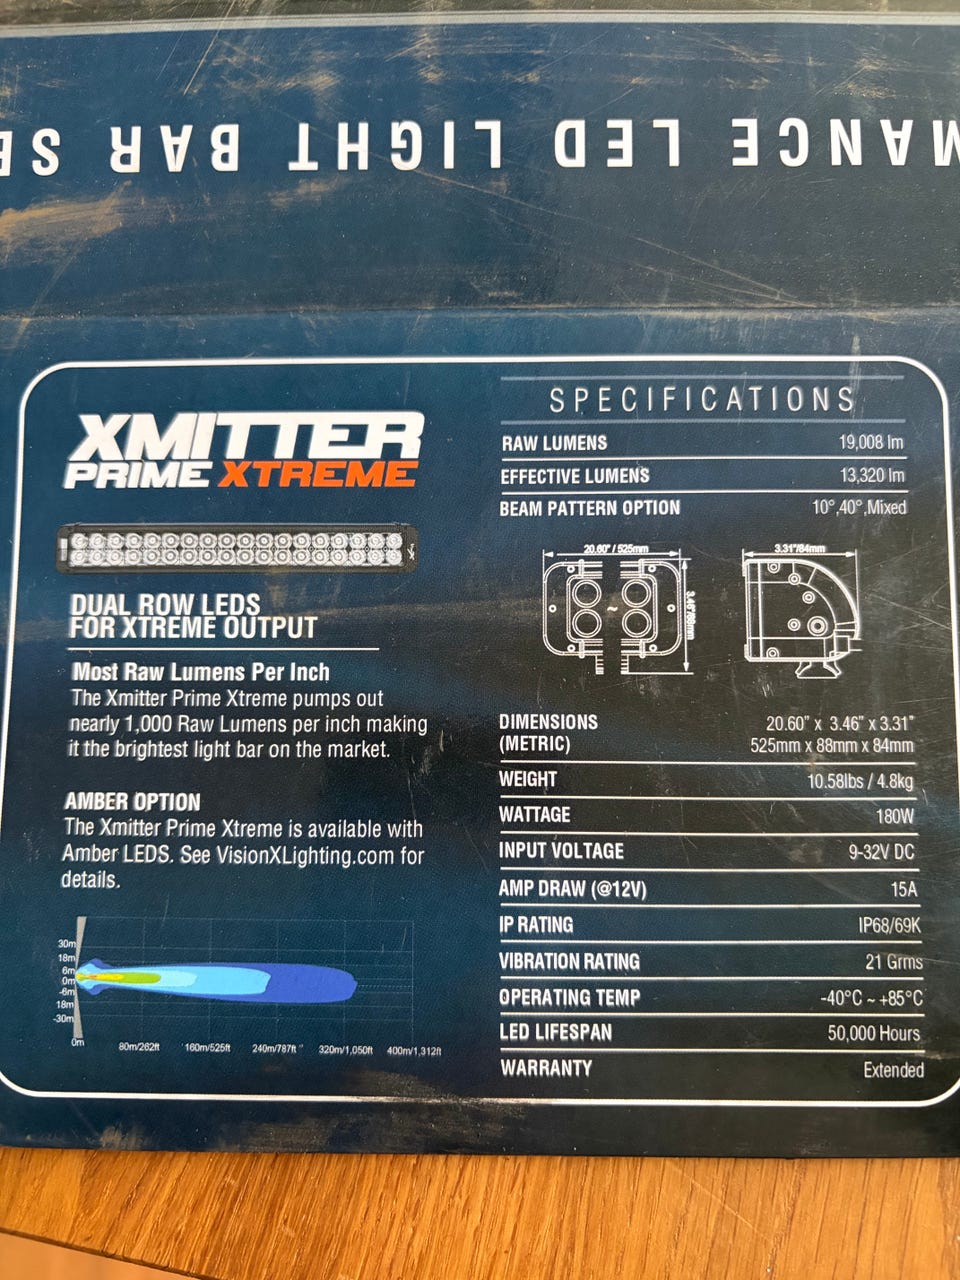 MANCE LED LIGHT BAR SE
XMITTER
PRIME XTREME
DUAL ROW LEDS
FOR XTREME OUTPUT
Most Raw Lumens Per Inch
The Xmitter Prime Xtreme pumps out
nearly 1,000 Raw Lumens per inch making
it the brightest light bar on the market.
AMBER OPTION
The Xmitter Prime Xtreme is available with
Amber LEDS. See VisionXLighting.com for
details.
30m
18m
6m
0m
-6m
18m
-30m
0m 80m/262ft 160m/525ft 240m/787ft 320m/1,050ft 400m/1,312ft
SPECIFICATIONS
RAW LUMENS 19,008 lm
EFFECTIVE LUMENS 13,320 lm
BEAM PATTERN OPTION 10°,40°,Mixed
20.60" / 525mm 3.31"/84mm
3.46"/88mm
DIMENSIONS 20.60" x 3.46" x 3.31"
(METRIC) 525mm x 88mm x 84mm
WEIGHT 10.58lbs / 4.8kg
WATTAGE 180W
INPUT VOLTAGE 9-32V DC
AMP DRAW (@12V) 15A
IP RATING IP68/69K
VIBRATION RATING 21 Grms
OPERATING TEMP -40°C ~ +85°C
LED LIFESPAN 50,000 Hours
WARRANTY Extended